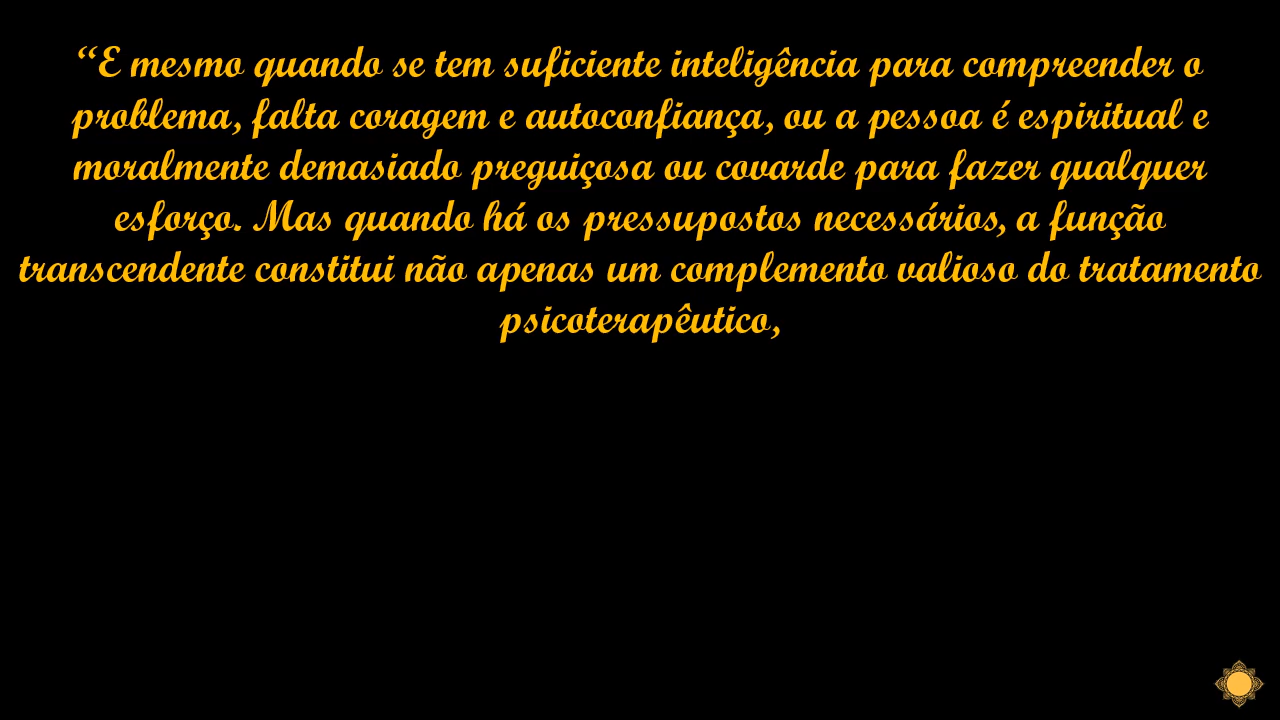 “E mesmo quando se tem suficiente inteligência para compreender o
problema, falta coragem e autoconfiança, ou a pessoa é espiritual e
moralmente demasiado preguiçosa ou covarde para fazer qualquer
esforço. Mas quando há os pressupostos necessários, a função
transcendente constitui não apenas um complemento valioso do tratamento
psicoterapêutico,